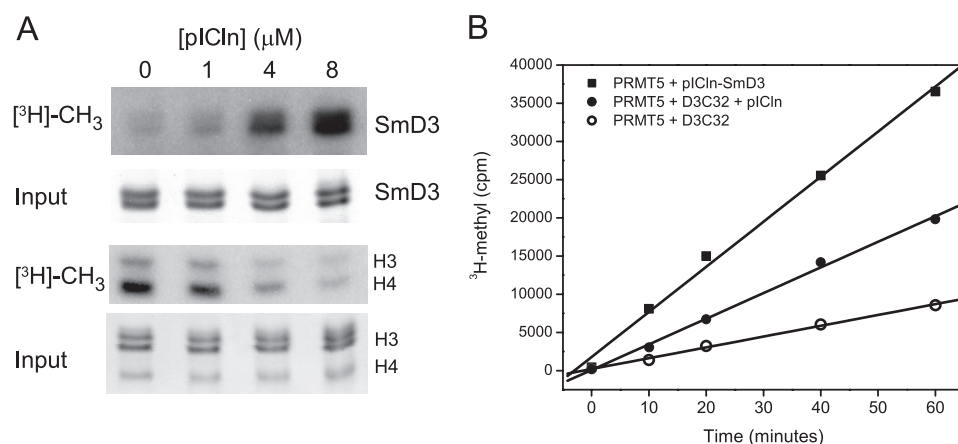 A
[pICln] (μM)
0 1 4 8
[³H]-CH₃
SmD3
Input
SmD3
[³H]-CH₃
H3
H4
Input
H3
H4
B
PRMT5 + pICln-SmD3
PRMT5 + D3C32 + pICln
PRMT5 + D3C32
³H-methyl (cpm)
40000
35000
30000
25000
20000
15000
10000
5000
0
0 10 20 30 40 50 60
Time (minutes)